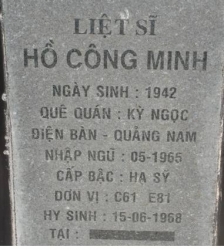 LIỆT SĨ
HỒ CÔNG MINH
NGÀY SINH : 1942
QUÊ QUÁN : KỲ NGỌC
ĐIỆN BÀN - QUẢNG NAM
NHẬP NGŨ : 05-1965
CẤP BẬC : HẠ SỸ
ĐƠN VỊ : C61 E81
HY SINH : 15-06-1968
TẠI :